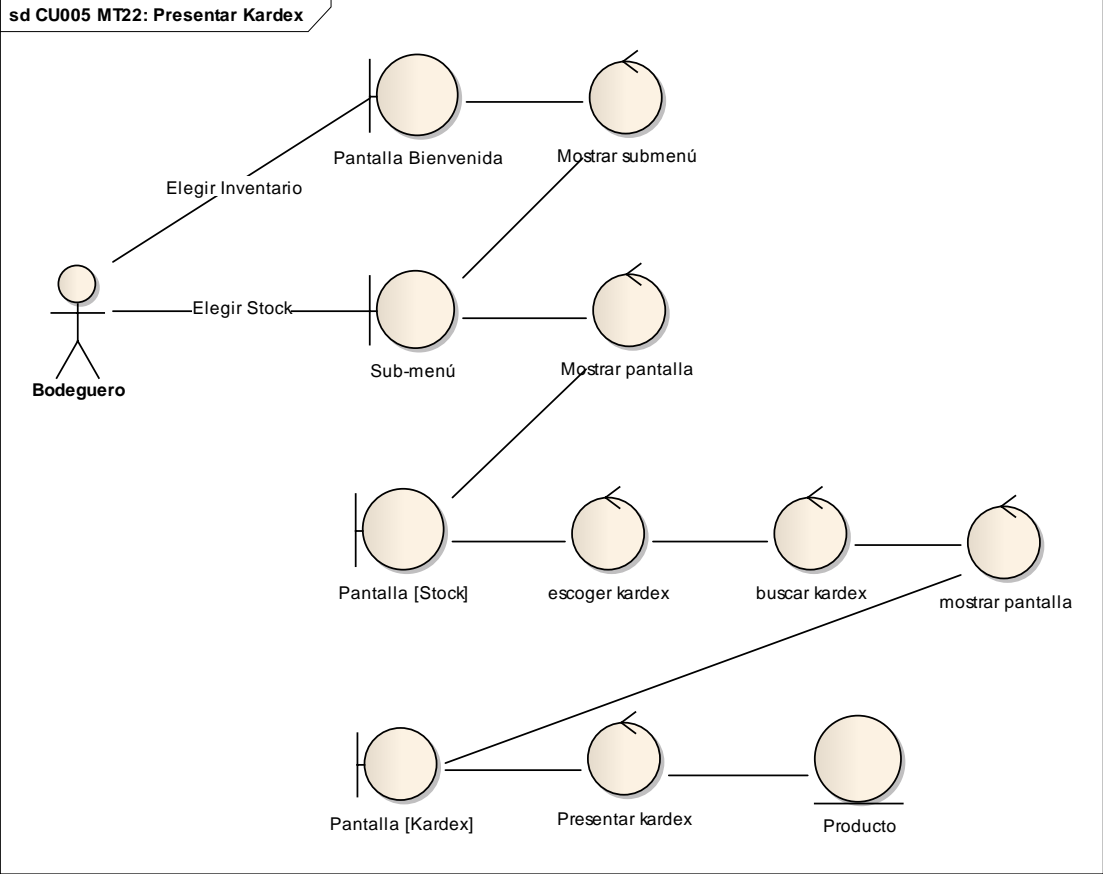 sd CU005 MT22: Presentar Kardex
Pantalla Bienvenida
Mostrar submenú
Elegir Inventario
Elegir Stock
Bodeguero
Sub-menú
Mostrar pantalla
Pantalla [Stock]
escoger kardex
buscar kardex
mostrar pantalla
Pantalla [Kardex]
Presentar kardex
Producto